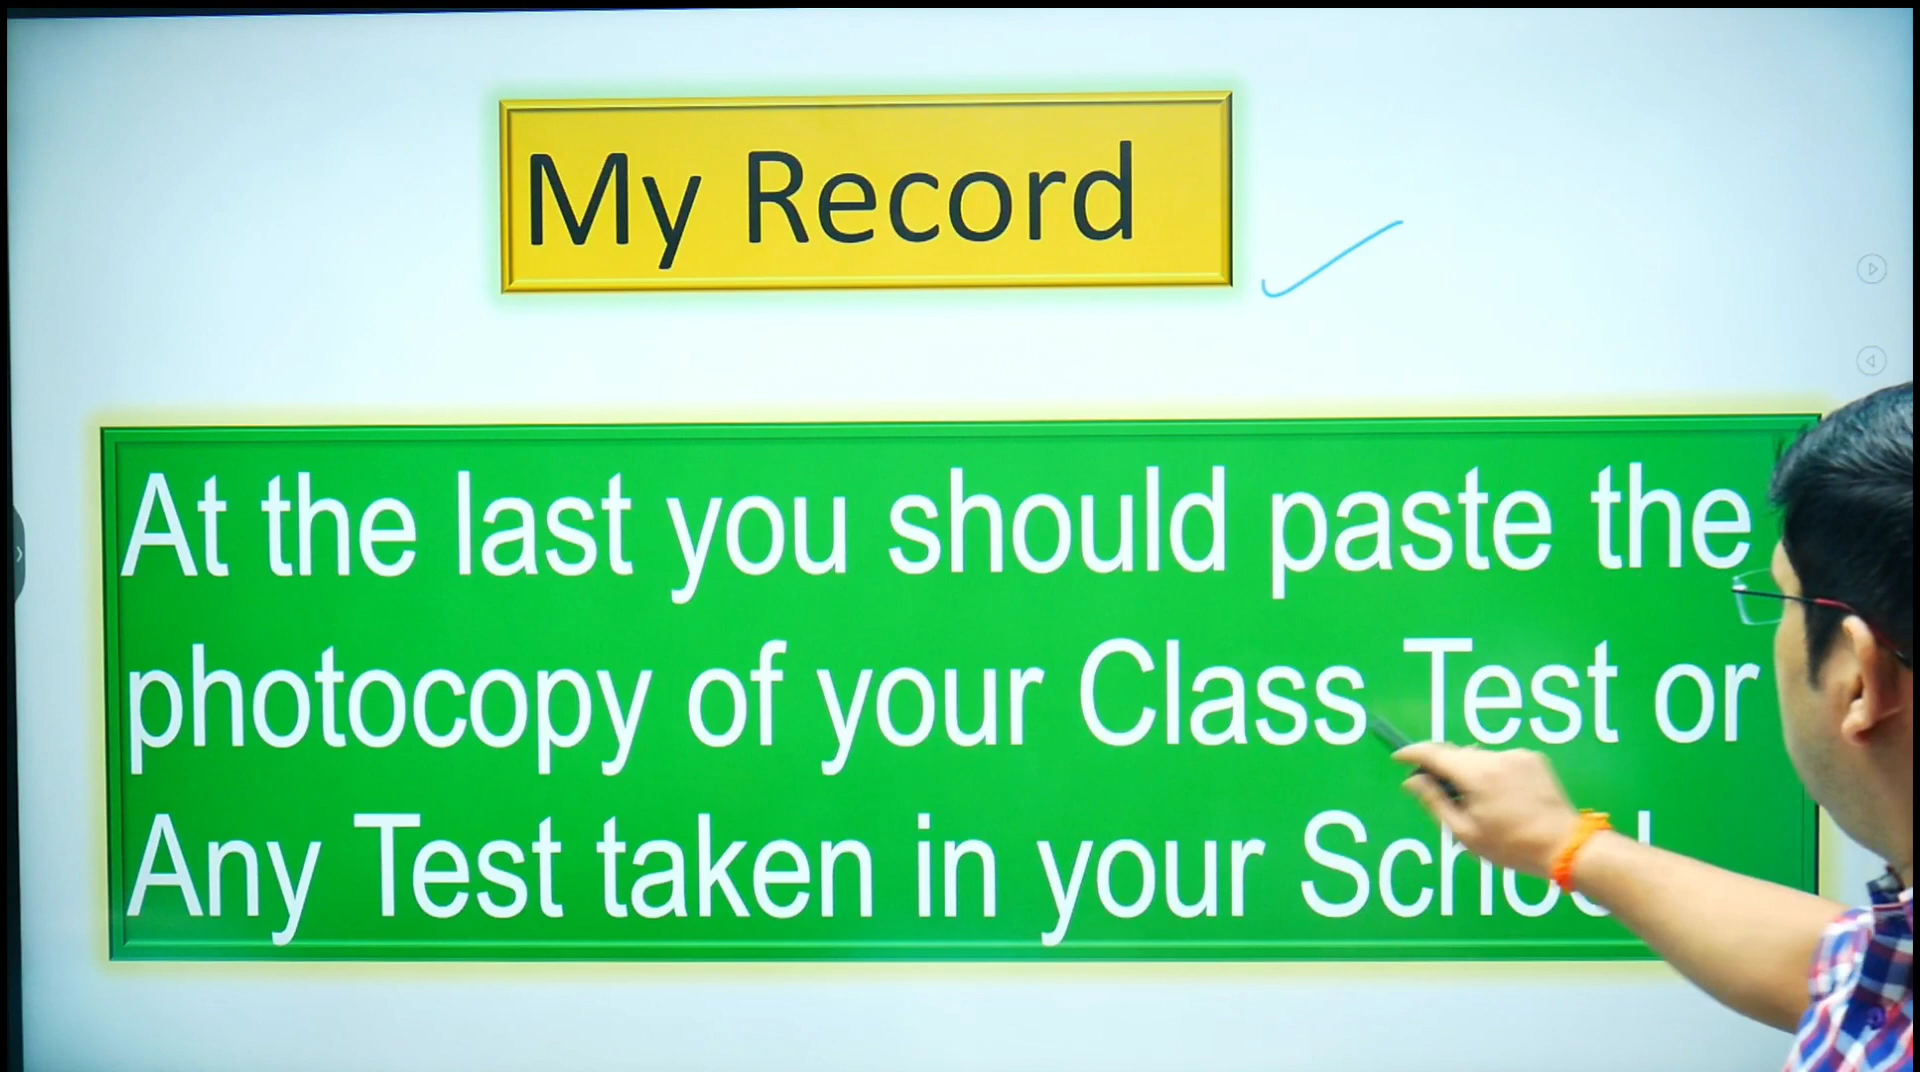 My Record
At the last you should paste the
photocopy of your Class Test or
Any Test taken in your